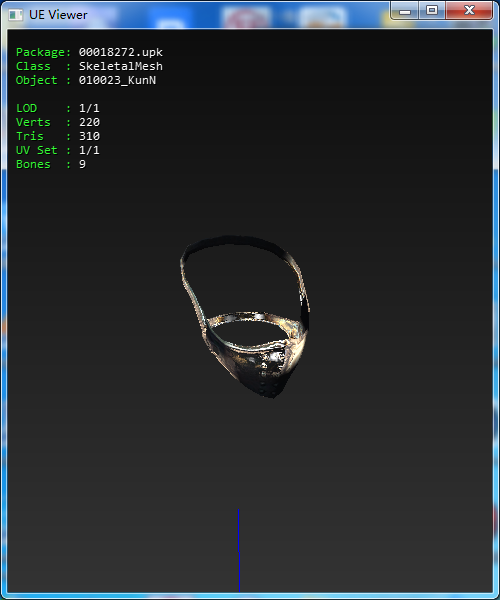 UE Viewer
Package: 00018272.upk
Class : SkeletalMesh
Object : 010023_KunN
LOD : 1/1
Verts : 220
Tris : 310
UV Set : 1/1
Bones : 9